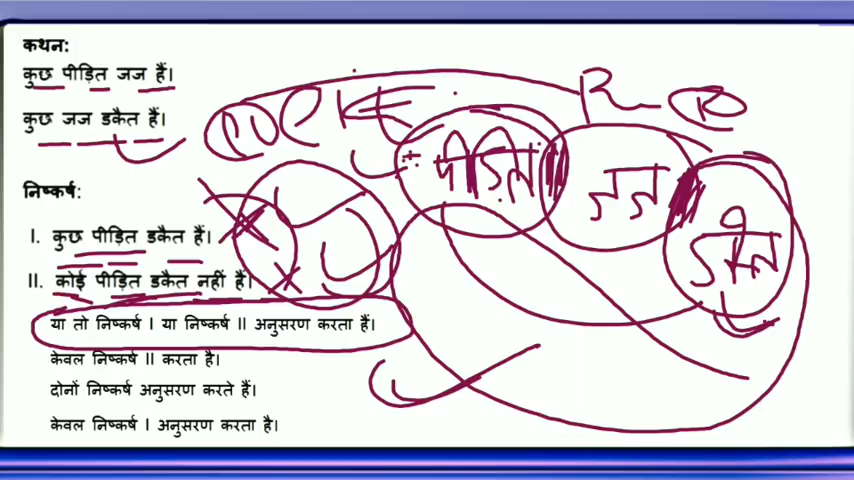 कथन:
कुछ पीड़ित जज हैं।
कुछ जज डकैत हैं।
निष्कर्ष:
I. कुछ पीड़ित डकैत हैं।
II. कोई पीड़ित डकैत नहीं हैं।
या तो निष्कर्ष I या निष्कर्ष II अनुसरण करता हैं।
केवल निष्कर्ष II करता है।
दोनों निष्कर्ष अनुसरण करते हैं।
केवल निष्कर्ष I अनुसरण करता है।
पीड़ित जज डकैत